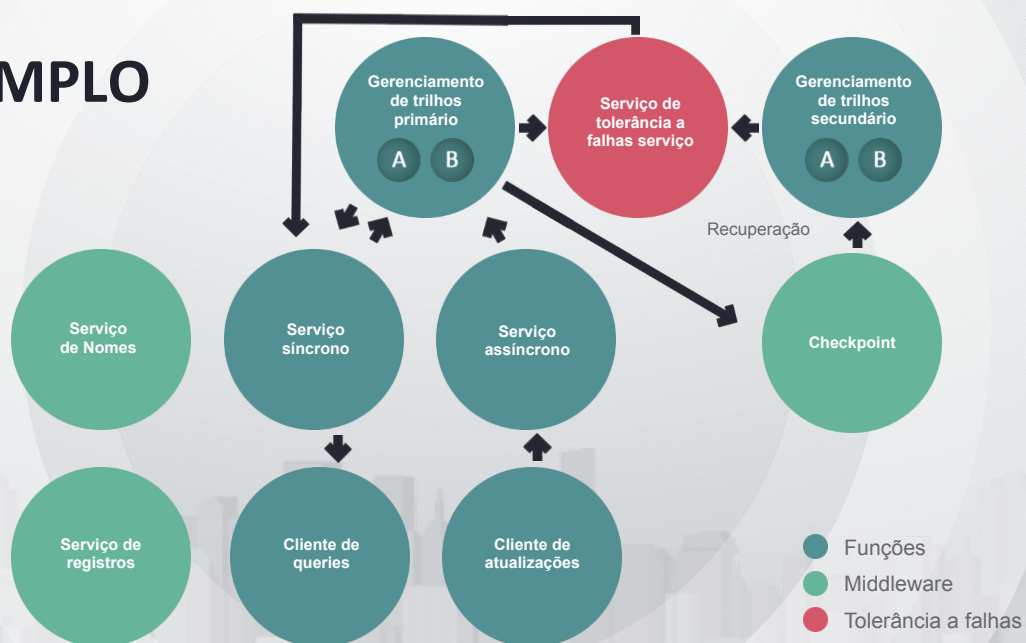 MPLO
Gerenciamento
de trilhos
primário
A B
Serviço de
tolerância a
falhas serviço
Gerenciamento
de trilhos
secundário
A B
Recuperação
Serviço
de Nomes
Serviço
síncrono
Serviço
assíncrono
Checkpoint
Serviço de
registros
Cliente de
queries
Cliente de
atualizações
Funções
Middleware
Tolerância a falhas